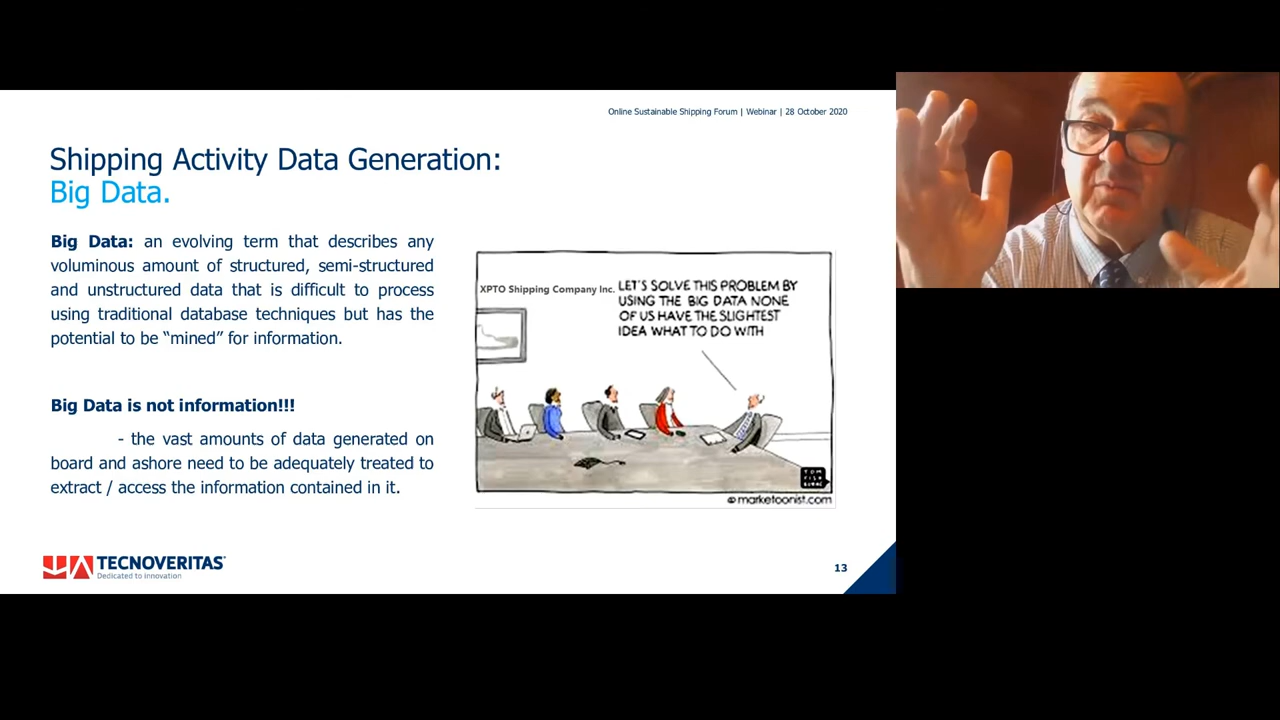 Online Sustainable Shipping Forum | Webinar | 28 October 2020
Shipping Activity Data Generation:
Big Data.
Big Data: an evolving term that describes any
voluminous amount of structured, semi-structured
and unstructured data that is difficult to process
using traditional database techniques but has the
potential to be “mined” for information.
Big Data is not information!!!
- the vast amounts of data generated on
board and ashore need to be adequately treated to
extract / access the information contained in it.
XPTO Shipping Company Inc.
LET'S SOLVE THIS PROBLEM BY
USING THE BIG DATA NONE
OF US HAVE THE SLIGHTEST
IDEA WHAT TO DO WITH
TOM
FISH
BURNE
© marketoonist.com
TECNOVERITAS
Dedicated to Innovation
13